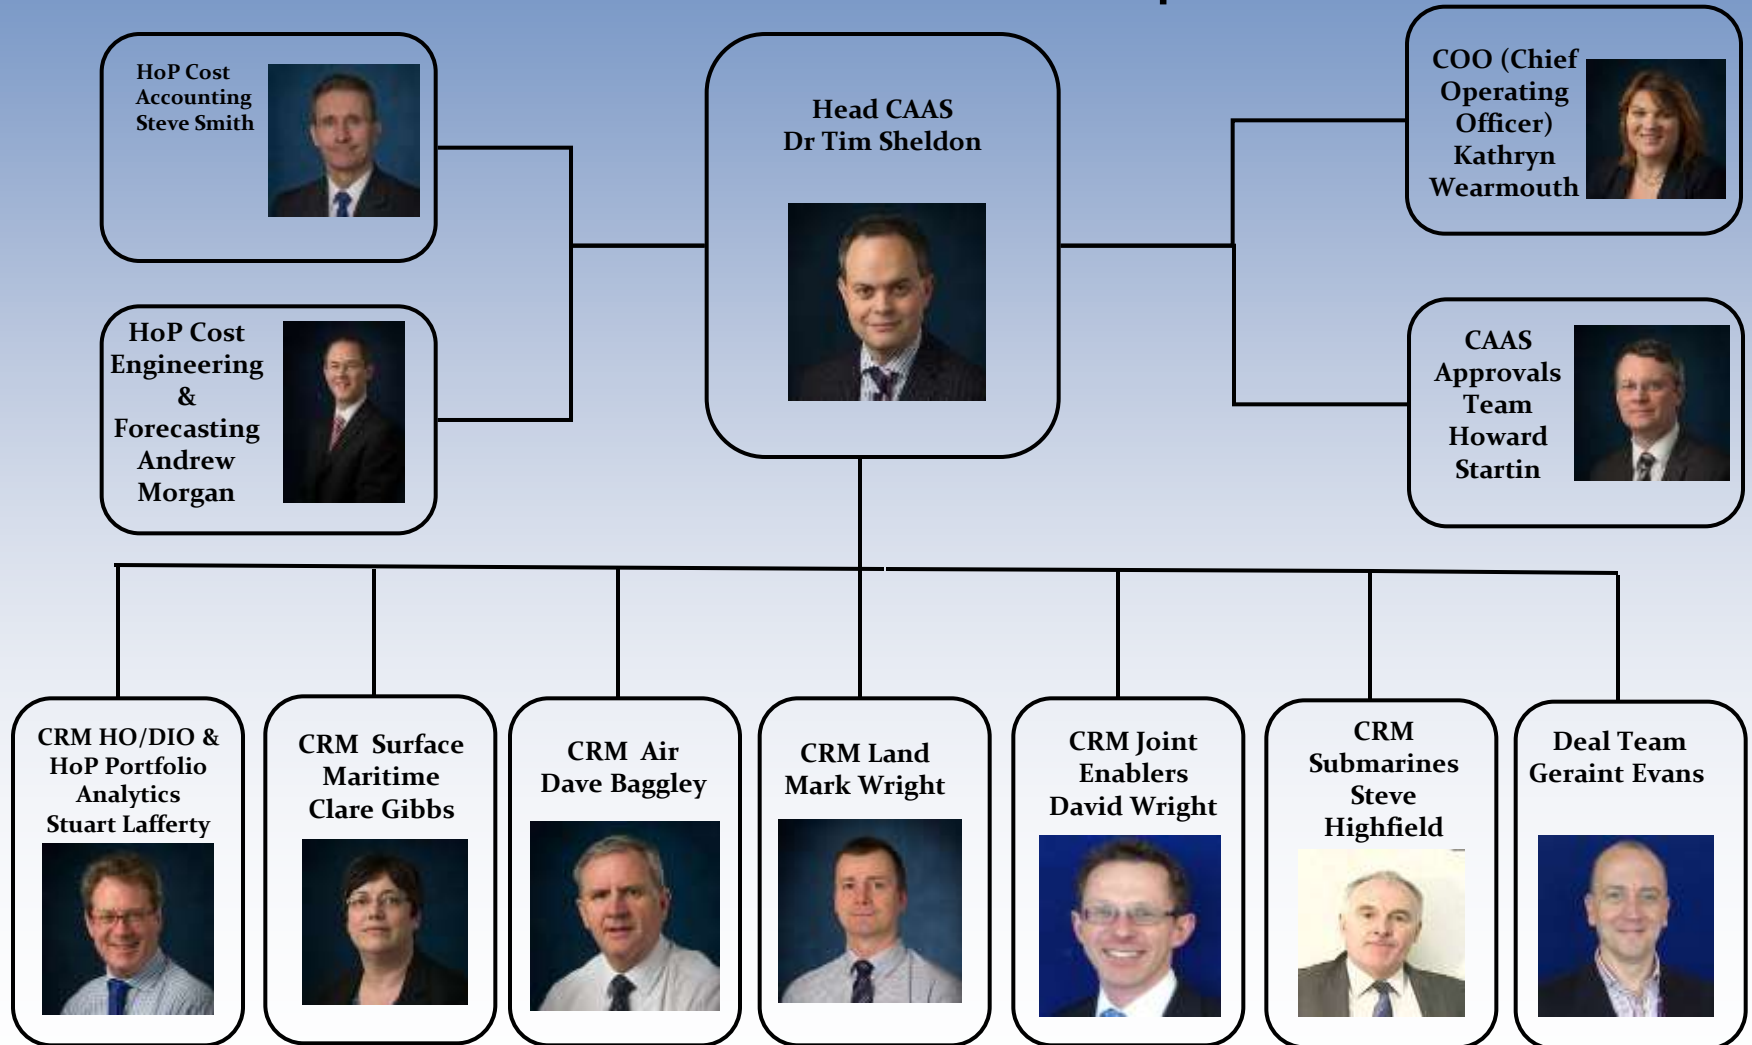 HoP Cost
Accounting
Steve Smith
Head CAAS
Dr Tim Sheldon
COO (Chief
Operating
Officer)
Kathryn
Wearmouth
HoP Cost
Engineering
&
Forecasting
Andrew
Morgan
CAAS
Approvals
Team
Howard
Startin
CRM HO/DIO &
HoP Portfolio
Analytics
Stuart Lafferty
CRM  Surface
Maritime
Clare Gibbs
CRM  Air
Dave Baggley
CRM Land
Mark Wright
CRM Joint
Enablers
David Wright
CRM
Submarines
Steve
Highfield
Deal Team
Geraint Evans